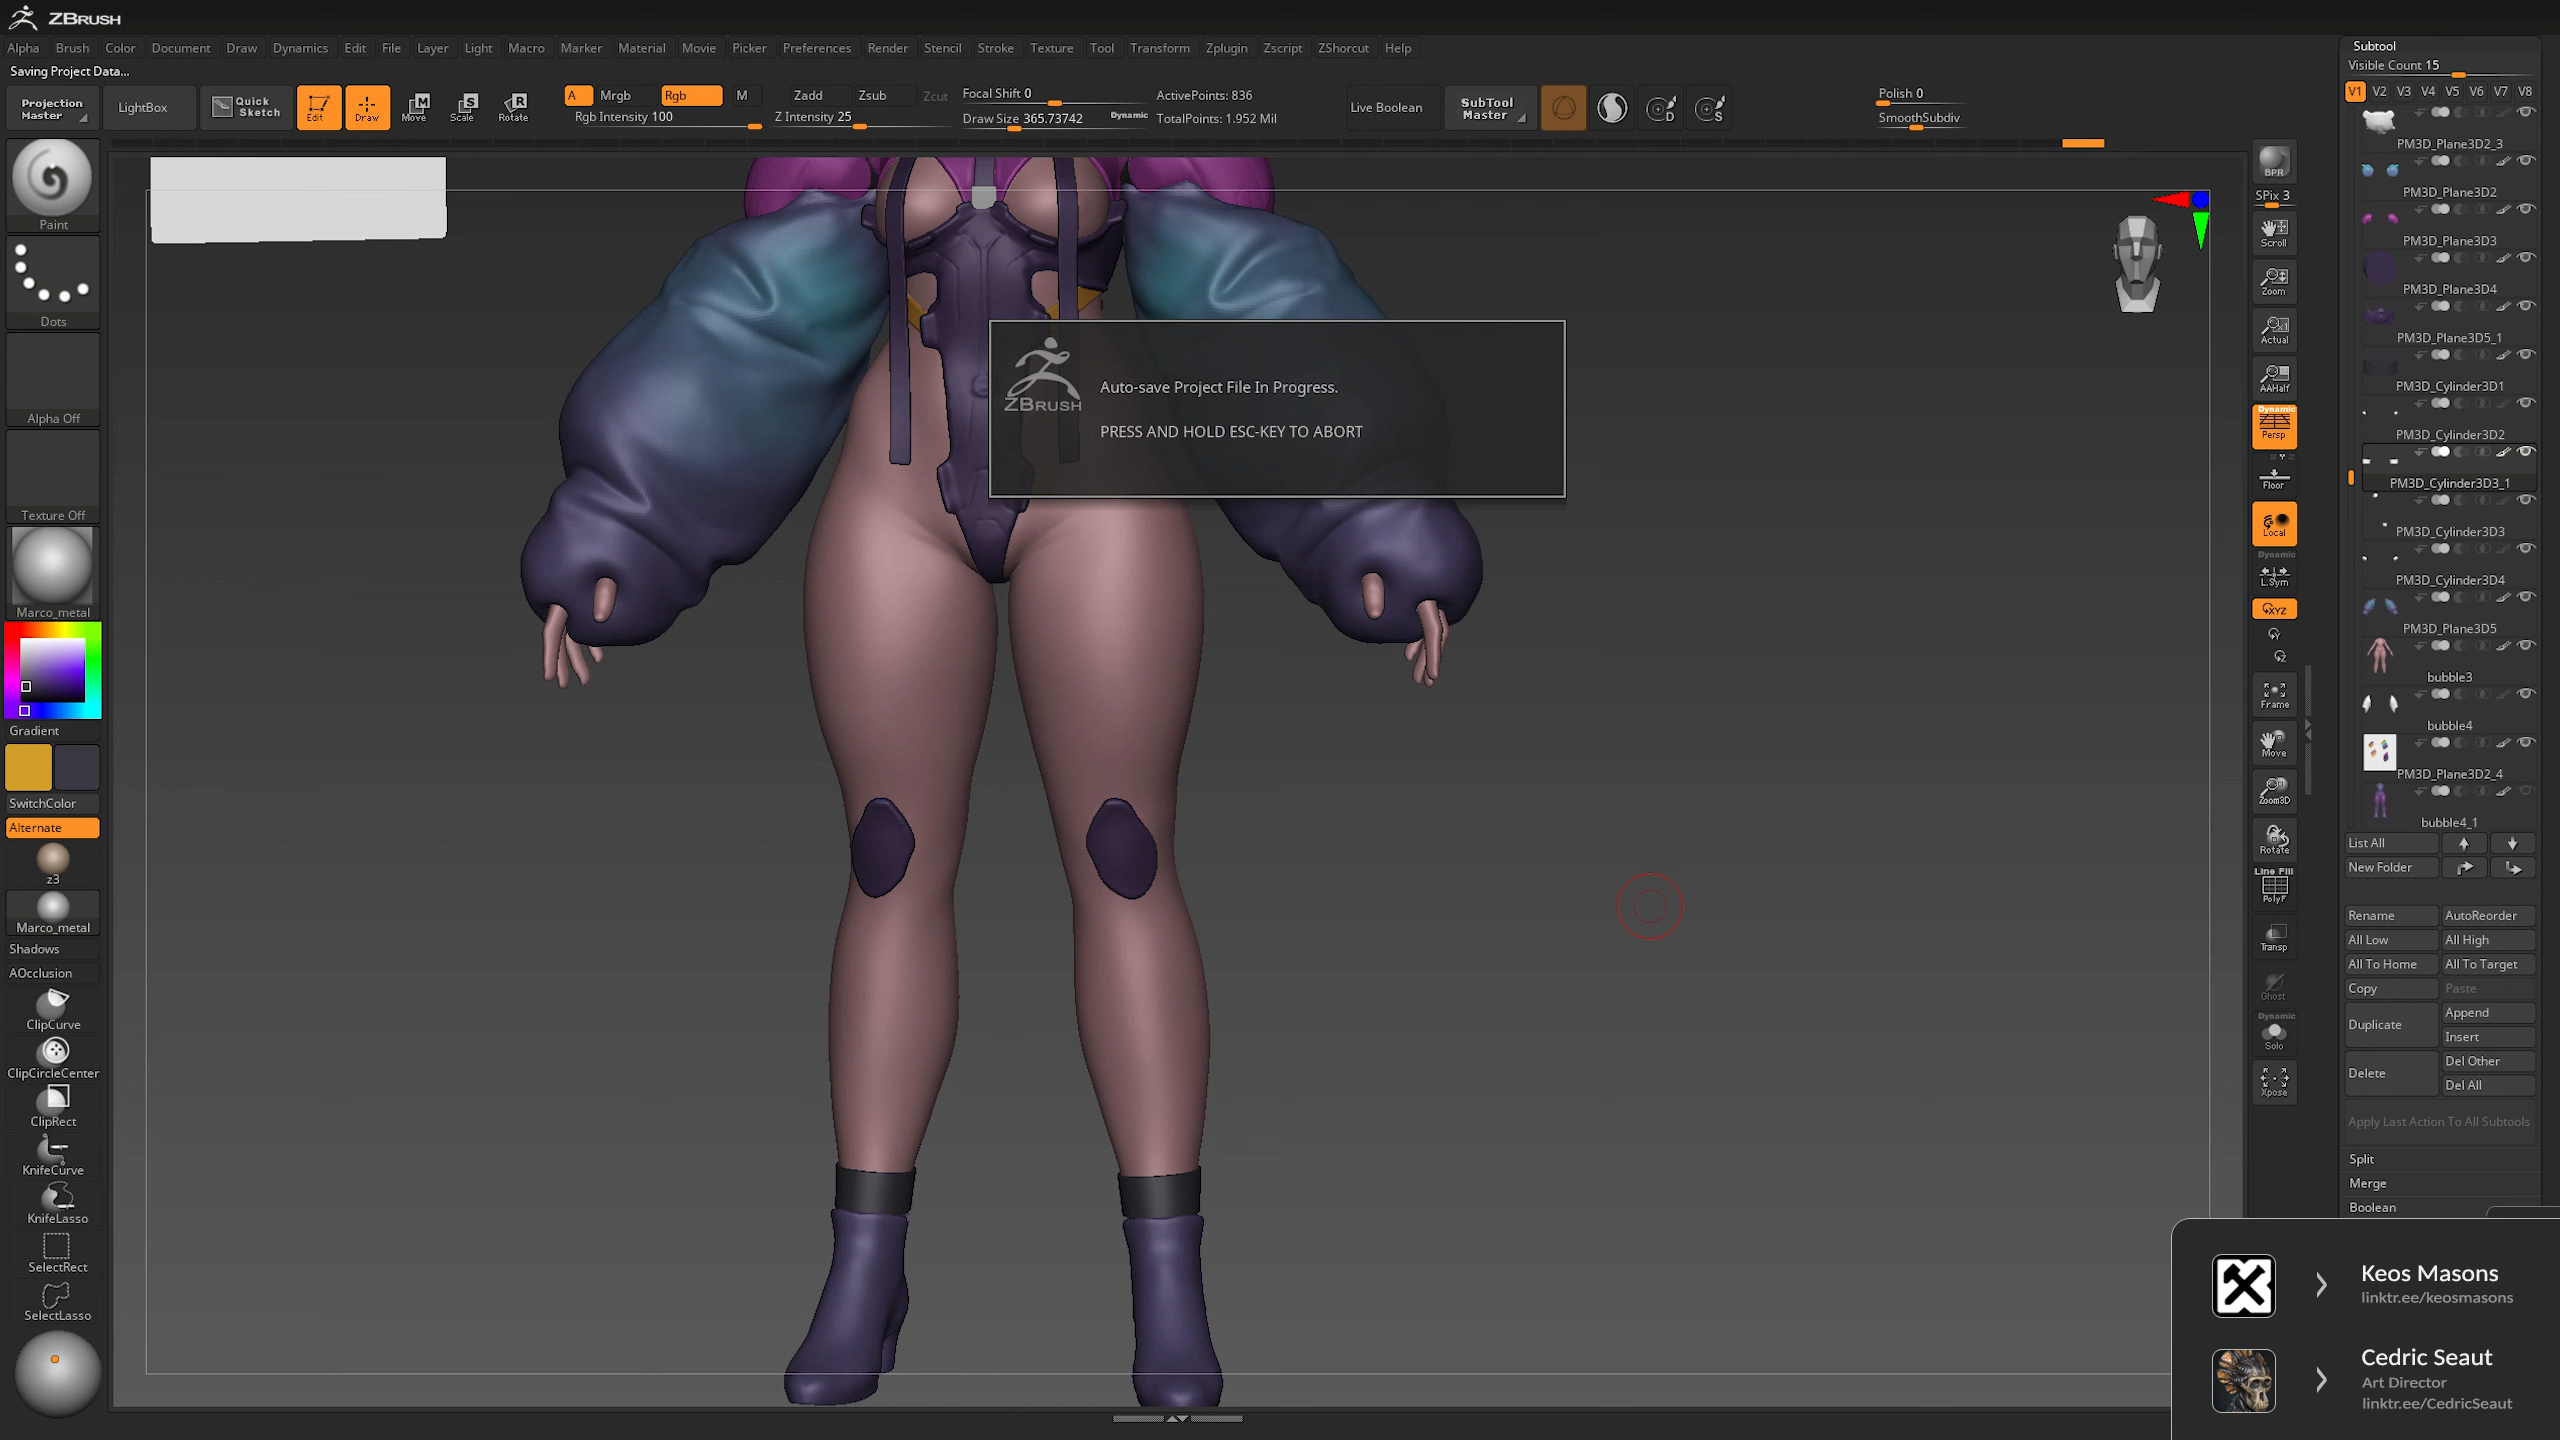 ZBRUSH
Alpha Brush Color Document Draw Dynamics Edit File Layer Light Macro Marker Material Movie Picker Preferences Render Stencil Stroke Texture Tool Transform Zplugin Zscript ZShorcut Help
Saving Project Data...
Projection Master
LightBox
Quick Sketch
Edit
Draw
Move
Scale
Rotate
A Mrgb Rgb M
Rgb Intensity 100
Zadd Zsub Zcut
Z Intensity 25
Focal Shift 0
Draw Size 365.73742
Dynamic
ActivePoints: 836
TotalPoints: 1.952 Mil
Live Boolean
SubTool Master
Polish 0
SmoothSubdiv
Paint
Dots
Alpha Off
Texture Off
Marco_metal
Gradient
SwitchColor
Alternate
z3
Marco_metal
Shadows
AOcclusion
ClipCurve
ClipCircleCenter
ClipRect
KnifeCurve
KnifeLasso
SelectRect
SelectLasso
ZBRUSH
Auto-save Project File In Progress.
PRESS AND HOLD ESC-KEY TO ABORT
BPR
SPix 3
Scroll
Zoom
Actual
AAHalf
Dynamic
Persp
Floor
Local
Dynamic
L.Sym
XYZ
Y
Z
Frame
Move
Zoom3D
Rotate
Line Fill
PolyF
Transp
Ghost
Dynamic
Solo
Xpose
Subtool
Visible Count 15
V1 V2 V3 V4 V5 V6 V7 V8
PM3D_Plane3D2_3
PM3D_Plane3D2
PM3D_Plane3D3
PM3D_Plane3D4
PM3D_Plane3D5_1
PM3D_Cylinder3D1
PM3D_Cylinder3D2
PM3D_Cylinder3D3_1
PM3D_Cylinder3D3
PM3D_Cylinder3D4
PM3D_Plane3D5
bubble3
bubble4
PM3D_Plane3D2_4
bubble4_1
List All
New Folder
Rename AutoReorder
All Low All High
All To Home All To Target
Copy Paste
Duplicate Append
Insert
Delete Del Other
Del All
Apply Last Action To All Subtools
Split
Merge
Boolean
Keos Masons
linktr.ee/keosmasons
Cedric Seaut
Art Director
linktr.ee/CedricSeaut